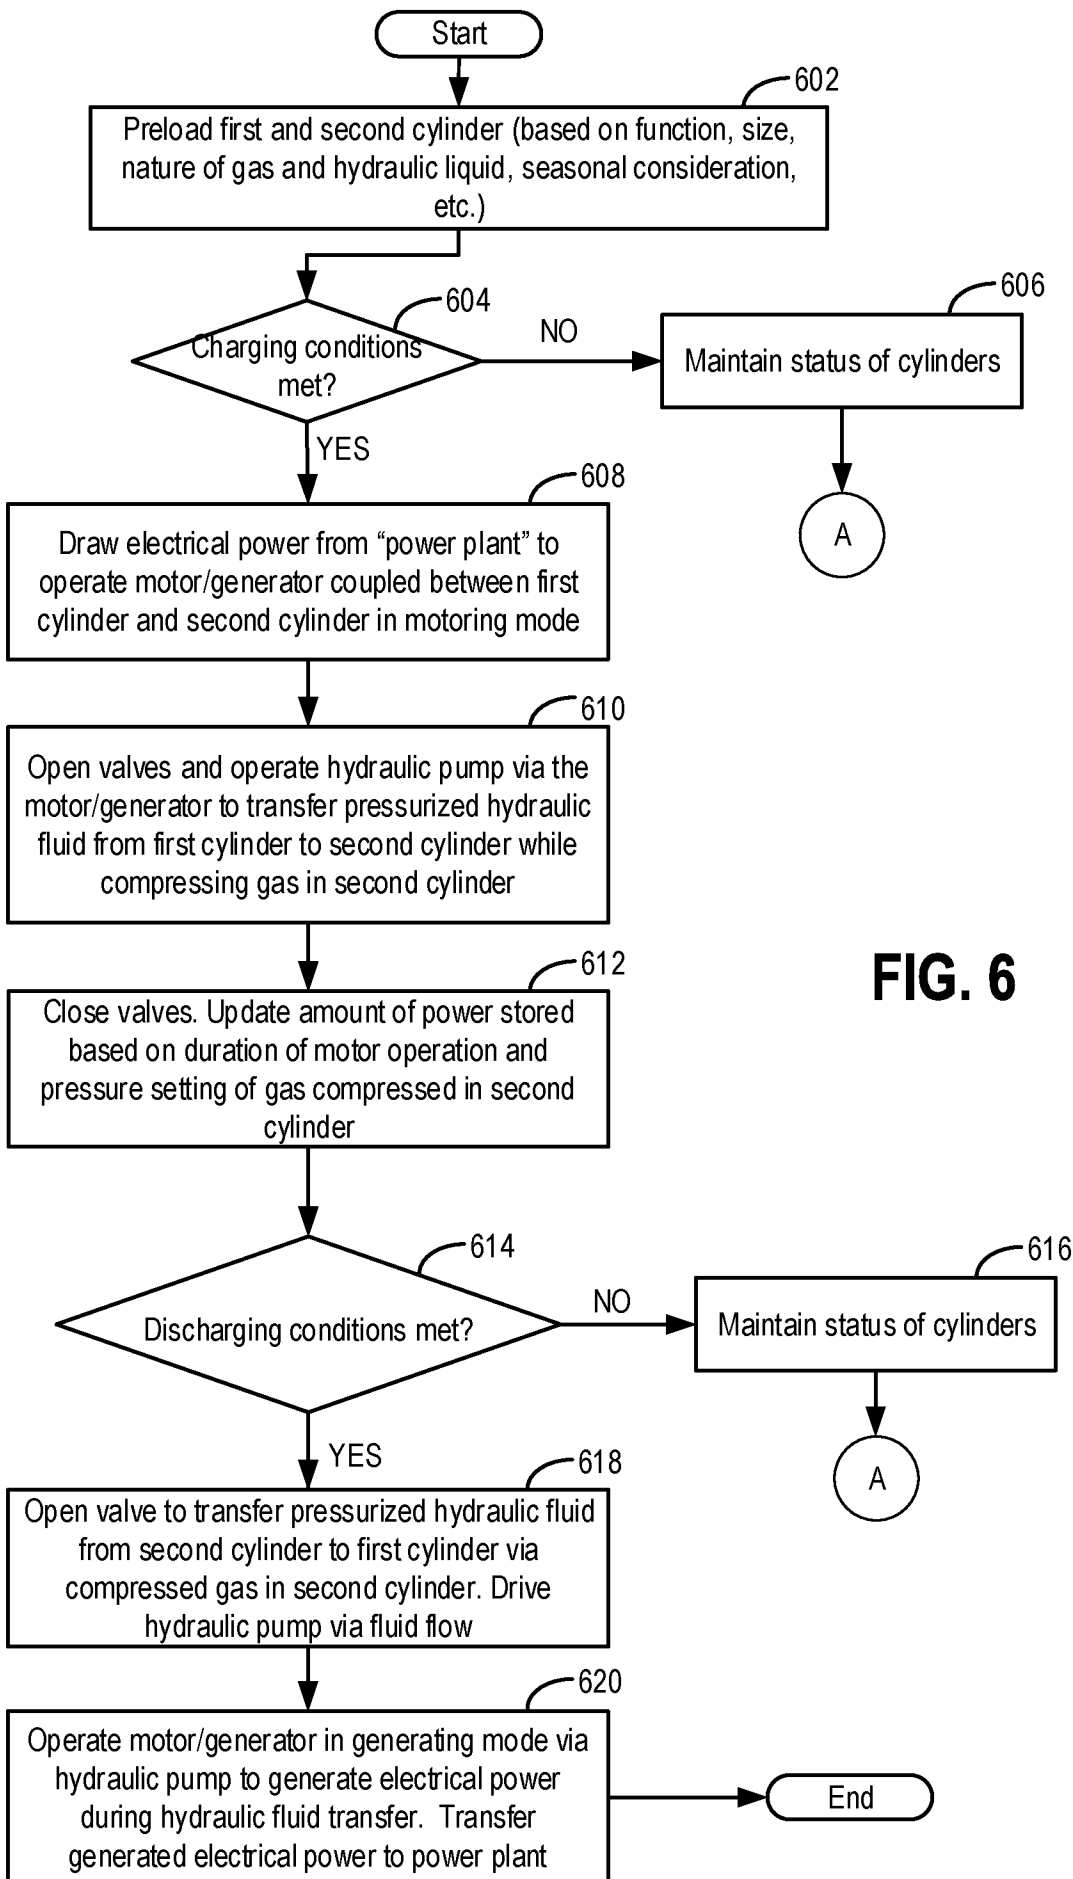 Start
602
Preload first and second cylinder (based on function, size,
nature of gas and hydraulic liquid, seasonal consideration,
etc.)
604
Charging conditions
met?
NO
606
Maintain status of cylinders
A
YES
608
Draw electrical power from “power plant” to
operate motor/generator coupled between first
cylinder and second cylinder in motoring mode
610
Open valves and operate hydraulic pump via the
motor/generator to transfer pressurized hydraulic
fluid from first cylinder to second cylinder while
compressing gas in second cylinder
FIG. 6
612
Close valves. Update amount of power stored
based on duration of motor operation and
pressure setting of gas compressed in second
cylinder
614
Discharging conditions met?
NO
616
Maintain status of cylinders
A
YES
618
Open valve to transfer pressurized hydraulic fluid
from second cylinder to first cylinder via
compressed gas in second cylinder. Drive
hydraulic pump via fluid flow
620
Operate motor/generator in generating mode via
hydraulic pump to generate electrical power
during hydraulic fluid transfer.  Transfer
generated electrical power to power plant
End